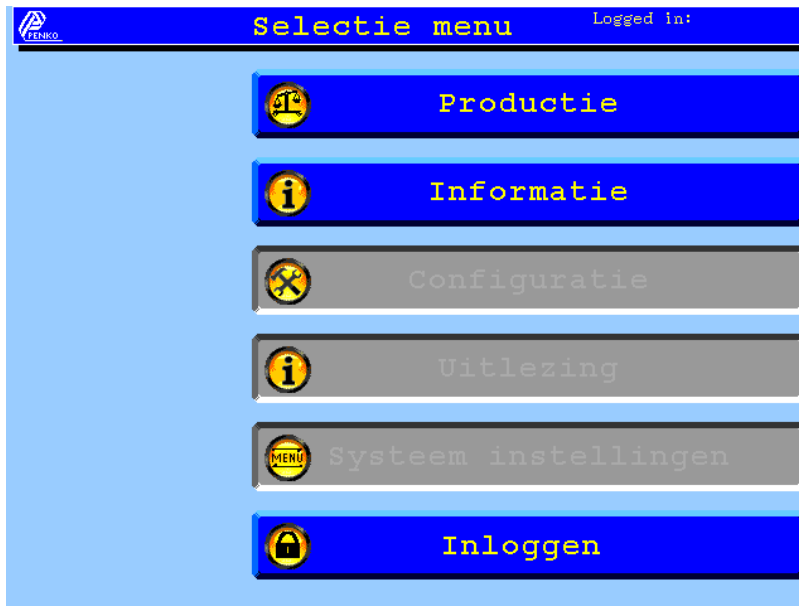 PENKO
Selectie menu
Logged in:
Productie
Informatie
Configuratie
Uitlezing
MENU
Systeem instellingen
Inloggen